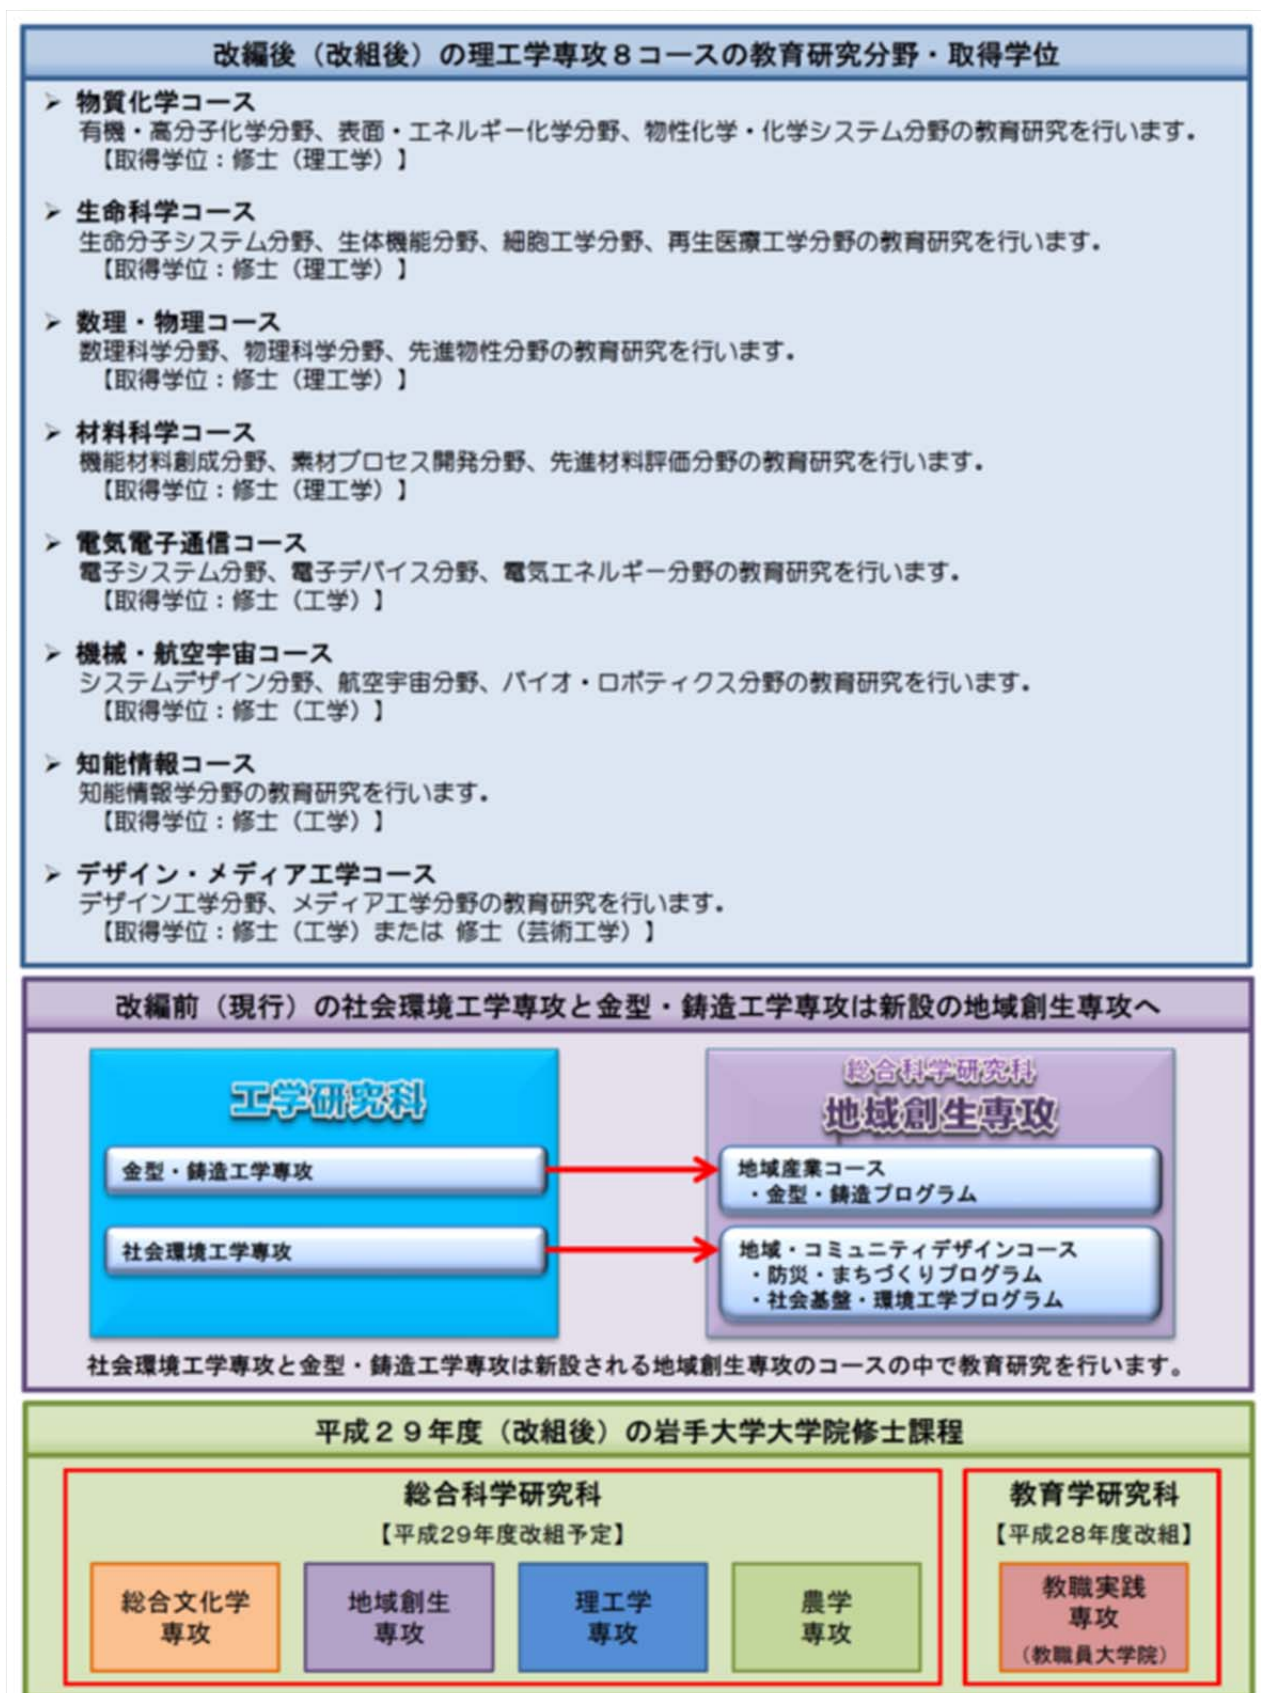 改編後（改組後）の理工学専攻８コースの教育研究分野・取得学位
➢ 物質化学コース
有機・高分子化学分野、表面・エネルギー化学分野、物性化学・化学システム分野の教育研究を行います。
【取得学位：修士（理工学）】
➢ 生命科学コース
生命分子システム分野、生体機能分野、細胞工学分野、再生医療工学分野の教育研究を行います。
【取得学位：修士（理工学）】
➢ 数理・物理コース
数理科学分野、物理科学分野、先進物性分野の教育研究を行います。
【取得学位：修士（理工学）】
➢ 材料科学コース
機能材料創成分野、素材プロセス開発分野、先進材料評価分野の教育研究を行います。
【取得学位：修士（理工学）】
➢ 電気電子通信コース
電子システム分野、電子デバイス分野、電気エネルギー分野の教育研究を行います。
【取得学位：修士（工学）】
➢ 機械・航空宇宙コース
システムデザイン分野、航空宇宙分野、バイオ・ロボティクス分野の教育研究を行います。
【取得学位：修士（工学）】
➢ 知能情報コース
知能情報学分野の教育研究を行います。
【取得学位：修士（工学）】
➢ デザイン・メディア工学コース
デザイン工学分野、メディア工学分野の教育研究を行います。
【取得学位：修士（工学）または 修士（芸術工学）】
改編前（現行）の社会環境工学専攻と金型・鋳造工学専攻は新設の地域創生専攻へ
工学研究科
金型・鋳造工学専攻
社会環境工学専攻
総合科学研究科
地域創生専攻
地域産業コース
・金型・鋳造プログラム
地域・コミュニティデザインコース
・防災・まちづくりプログラム
・社会基盤・環境工学プログラム
社会環境工学専攻と金型・鋳造工学専攻は新設される地域創生専攻のコースの中で教育研究を行います。
平成２９年度（改組後）の岩手大学大学院修士課程
総合科学研究科
【平成29年度改組予定】
総合文化学
専攻
地域創生
専攻
理工学
専攻
農学
専攻
教育学研究科
【平成28年度改組】
教職実践
専攻
（教職員大学院）